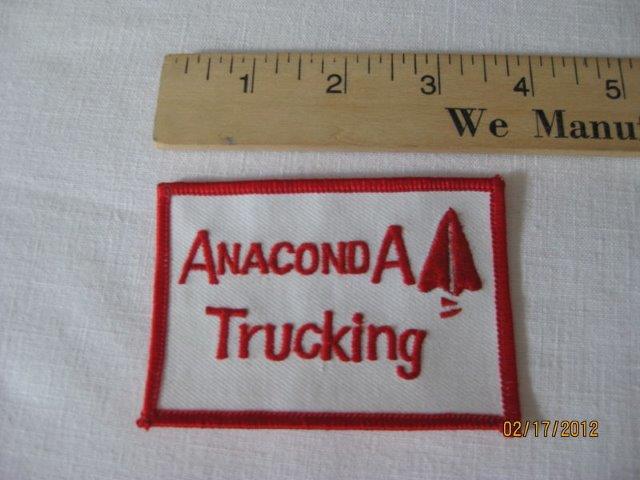 1 2 3 4 5
We Manu
AnacondA
Trucking
02/17/2012